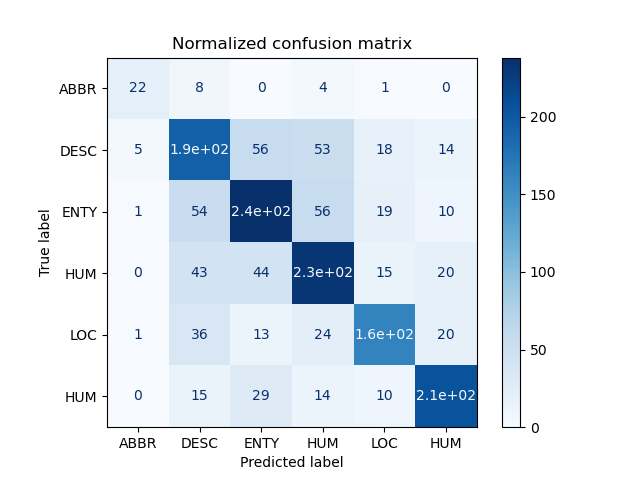 Normalized confusion matrix
True label
ABBR 22 8 0 4 1 0
DESC 5 1.9e+02 56 53 18 14
ENTY 1 54 2.4e+02 56 19 10
HUM 0 43 44 2.3e+02 15 20
LOC 1 36 13 24 1.6e+02 20
HUM 0 15 29 14 10 2.1e+02
ABBR DESC ENTY HUM LOC HUM
Predicted label
200
150
100
50
0